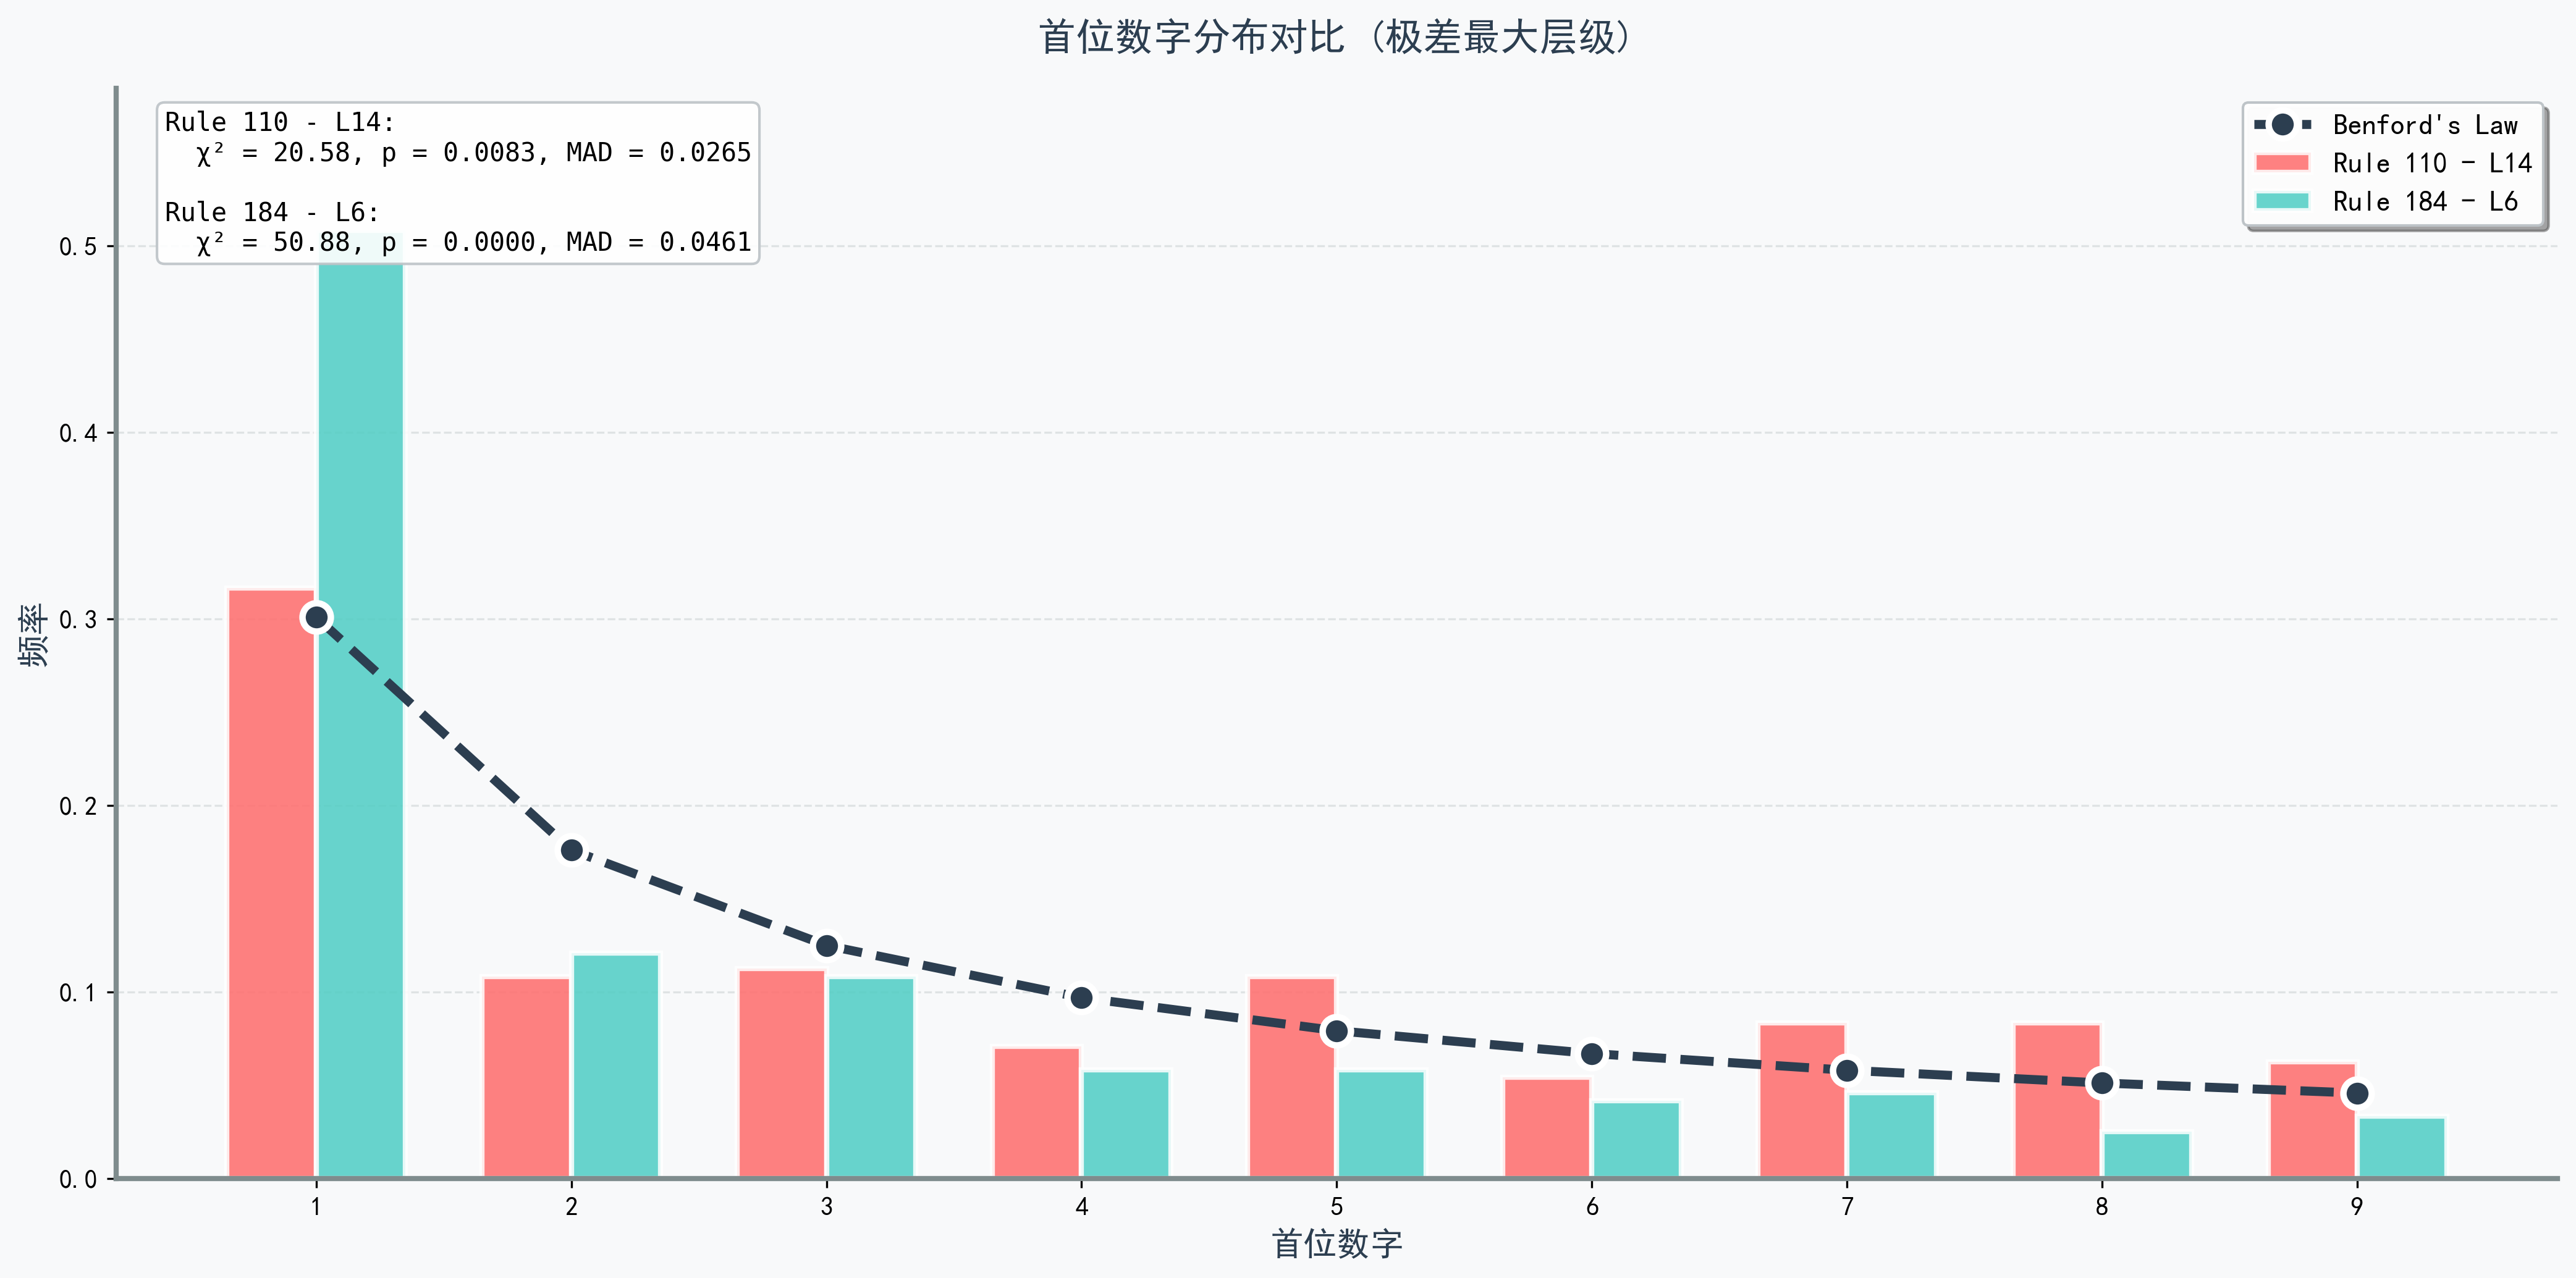 首位数字分布对比 (极差最大层级)
Rule 110 - L14:
χ² = 20.58, p = 0.0083, MAD = 0.0265
Rule 184 - L6:
χ² = 50.88, p = 0.0000, MAD = 0.0461
Benford's Law
Rule 110 - L14
Rule 184 - L6
频率
0.5
0.4
0.3
0.2
0.1
0.0
1 2 3 4 5 6 7 8 9
首位数字